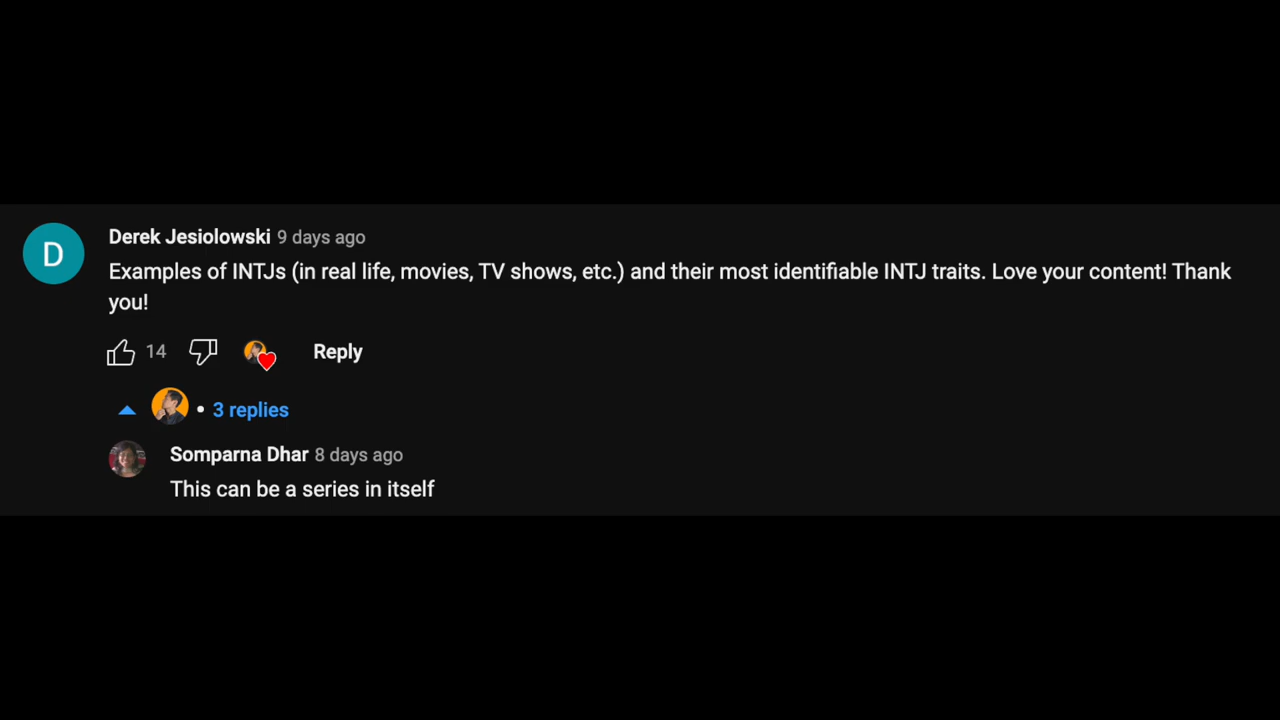 D
Derek Jesiolowski 9 days ago
Examples of INTJs (in real life, movies, TV shows, etc.) and their most identifiable INTJ traits. Love your content! Thank
you!
14 Reply
• 3 replies
Somparna Dhar 8 days ago
This can be a series in itself